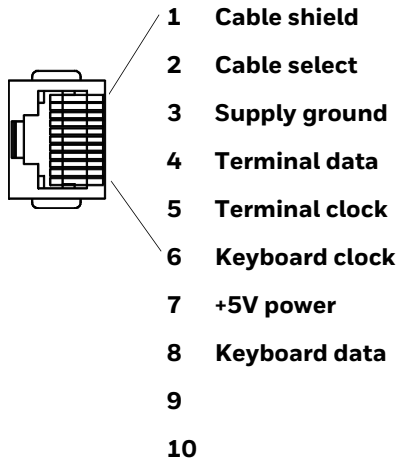 1 Cable shield
2 Cable select
3 Supply ground
4 Terminal data
5 Terminal clock
6 Keyboard clock
7 +5V power
8 Keyboard data
9
10